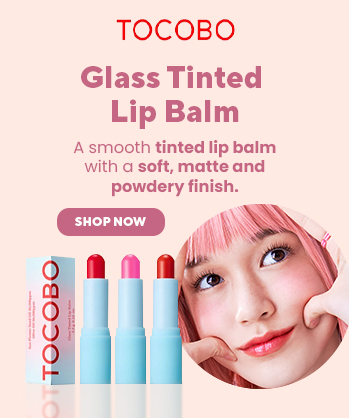 TOCOBO
Glass Tinted
Lip Balm
A smooth tinted lip balm
with a soft, matte and
powdery finish.
SHOP NOW
TOCOBO